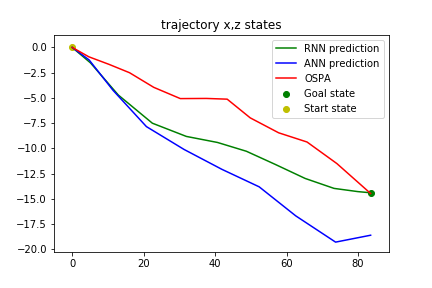 trajectory x,z states
RNN prediction
ANN prediction
OSPA
Goal state
Start state
0.0
−2.5
−5.0
−7.5
−10.0
−12.5
−15.0
−17.5
−20.0
0 20 40 60 80